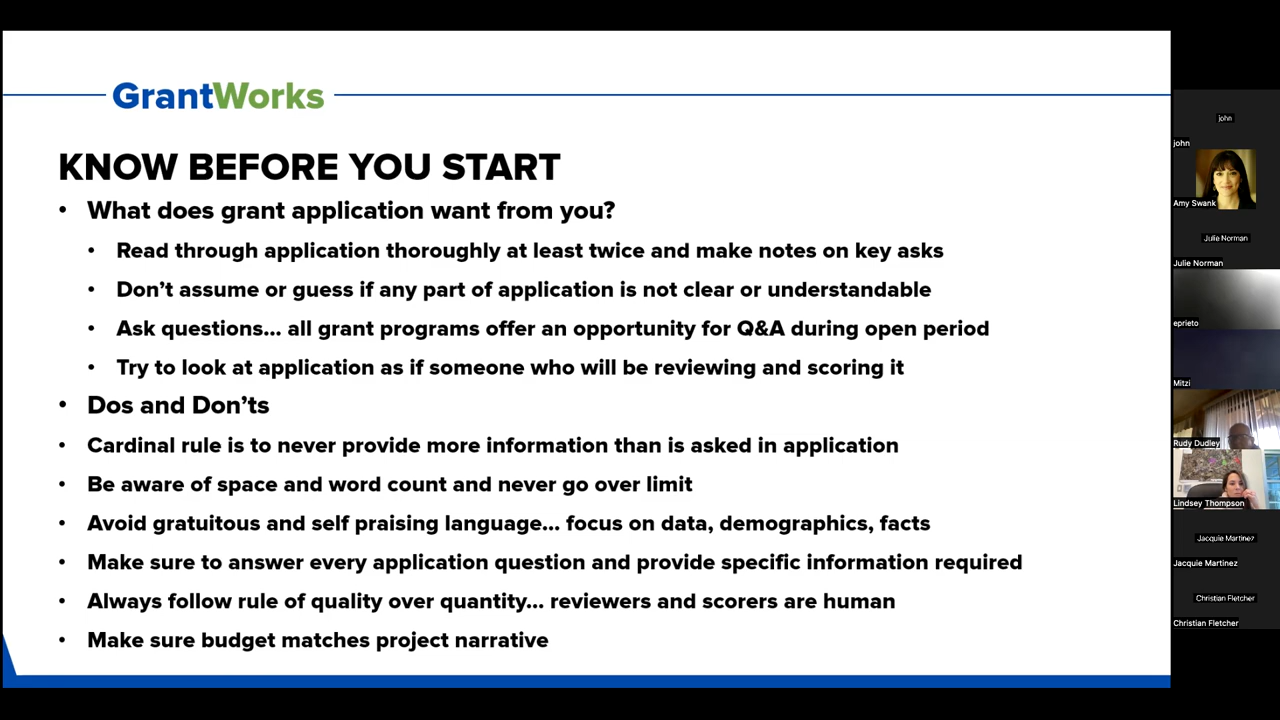 GrantWorks
KNOW BEFORE YOU START
• What does grant application want from you?
• Read through application thoroughly at least twice and make notes on key asks
• Don’t assume or guess if any part of application is not clear or understandable
• Ask questions... all grant programs offer an opportunity for Q&A during open period
• Try to look at application as if someone who will be reviewing and scoring it
• Dos and Don’ts
• Cardinal rule is to never provide more information than is asked in application
• Be aware of space and word count and never go over limit
• Avoid gratuitous and self praising language... focus on data, demographics, facts
• Make sure to answer every application question and provide specific information required
• Always follow rule of quality over quantity... reviewers and scorers are human
• Make sure budget matches project narrative
john
john
Amy Swank
Julie Norman
Julie Norman
eprieto
Mitzi
Rudy Dudley
Lindsey Thompson
Jacquie Martinez
Jacquie Martinez
Christian Fletcher
Christian Fletcher